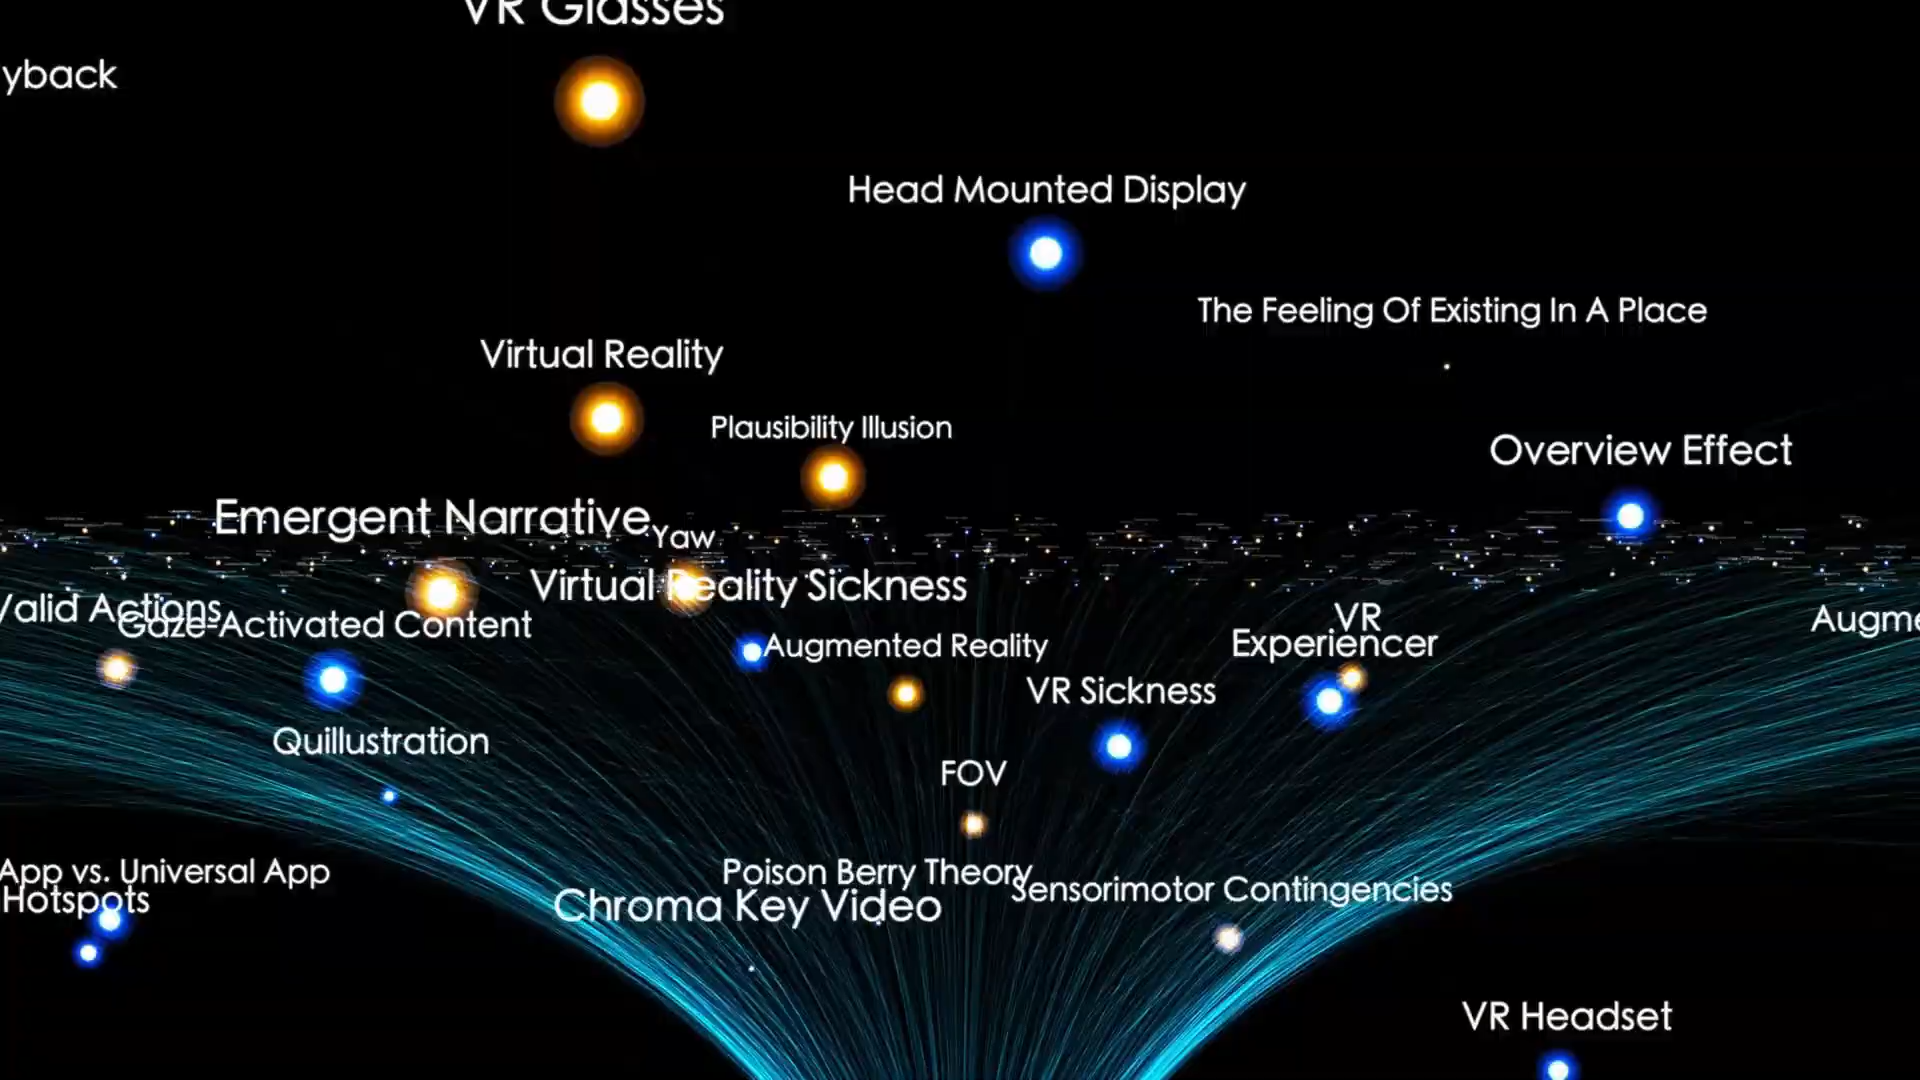 VR Glasses
yback
Head Mounted Display
The Feeling Of Existing In A Place
Virtual Reality
Plausibility Illusion
Overview Effect
Emergent Narrative
Yaw
Virtual Reality Sickness
Valid Actions
Gaze-Activated Content
VR
Experiencer
Augme
Augmented Reality
VR Sickness
Quillustration
FOV
App vs. Universal App
Hotspots
Poison Berry Theory
Sensorimotor Contingencies
Chroma Key Video
VR Headset